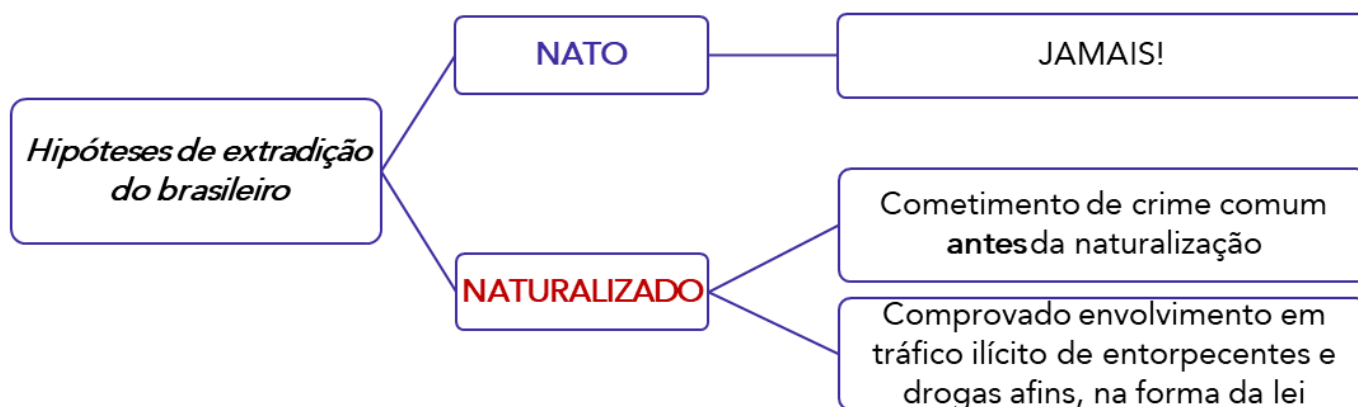 Hipóteses de extradição
do brasileiro
NATO
JAMAIS!
NATURALIZADO
Cometimento de crime comum
antes da naturalização
Comprovado envolvimento em
tráfico ilícito de entorpecentes e
drogas afins, na forma da lei